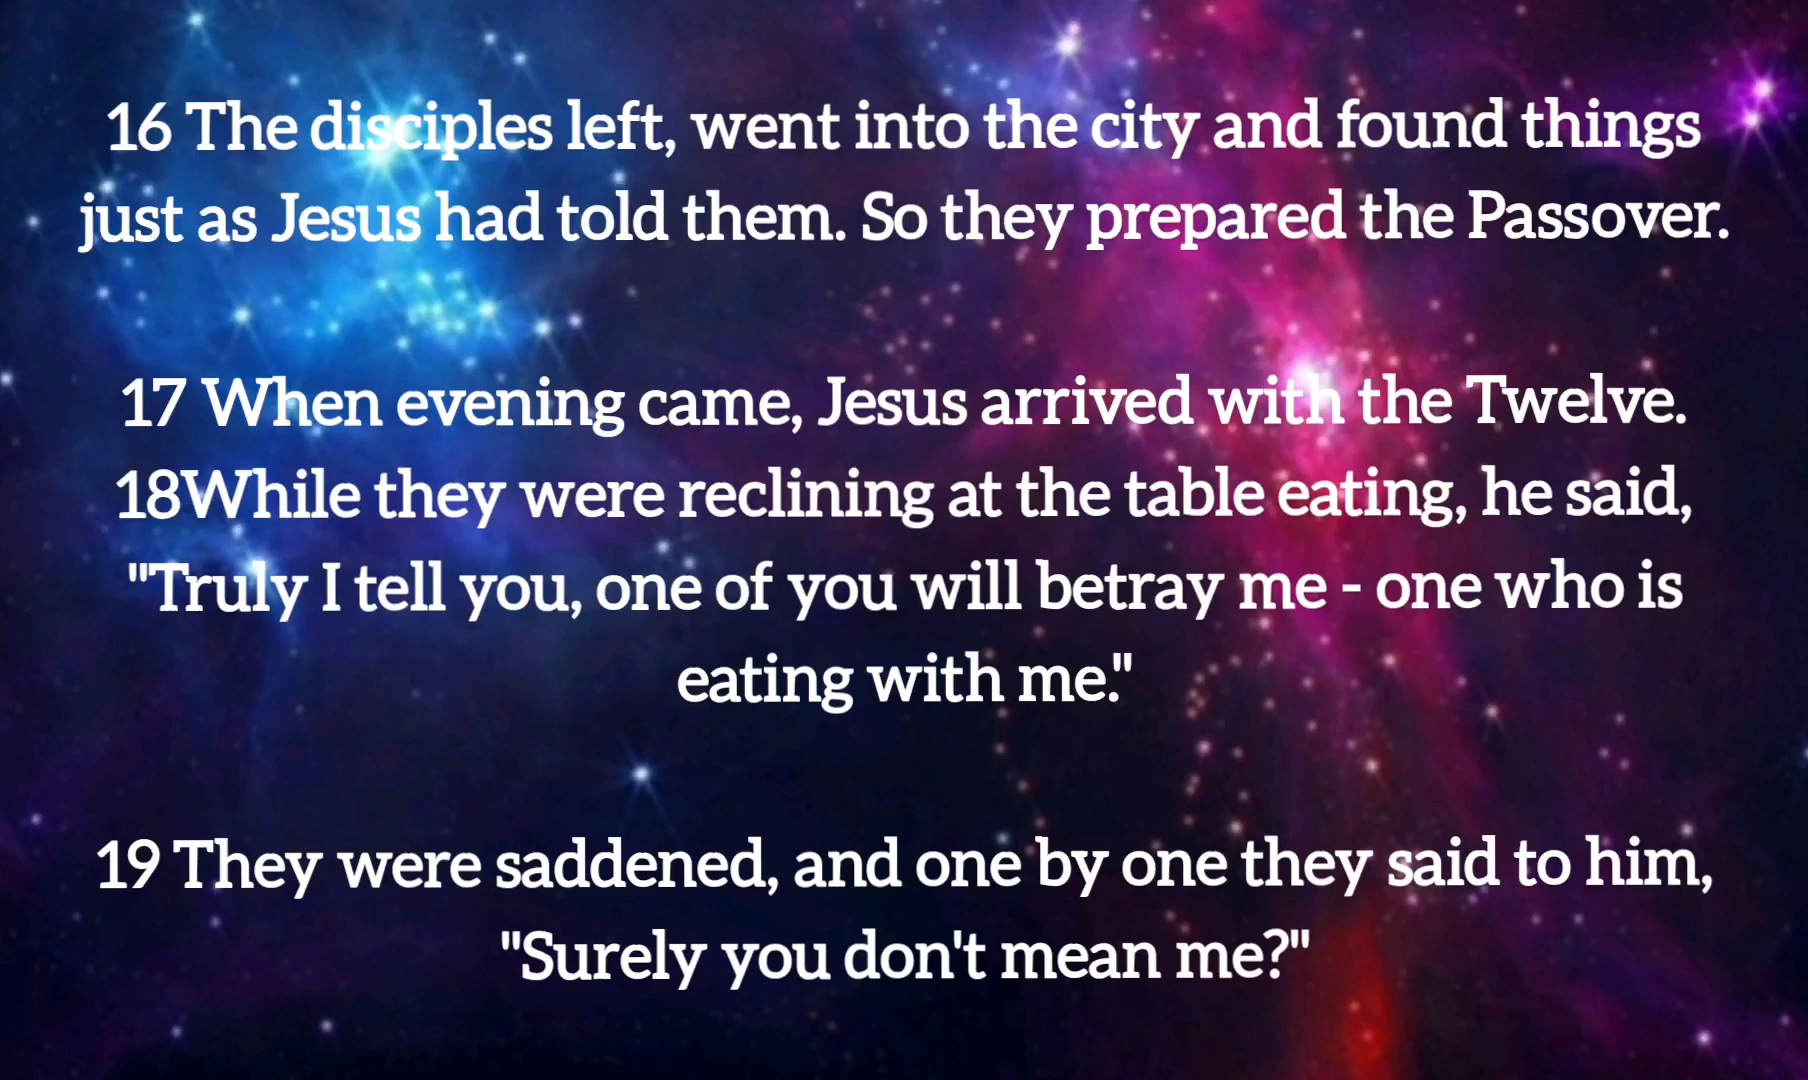 16 The disciples left, went into the city and found things
just as Jesus had told them. So they prepared the Passover.
17 When evening came, Jesus arrived with the Twelve.
18While they were reclining at the table eating, he said,
"Truly I tell you, one of you will betray me - one who is
eating with me."
19 They were saddened, and one by one they said to him,
"Surely you don't mean me?"